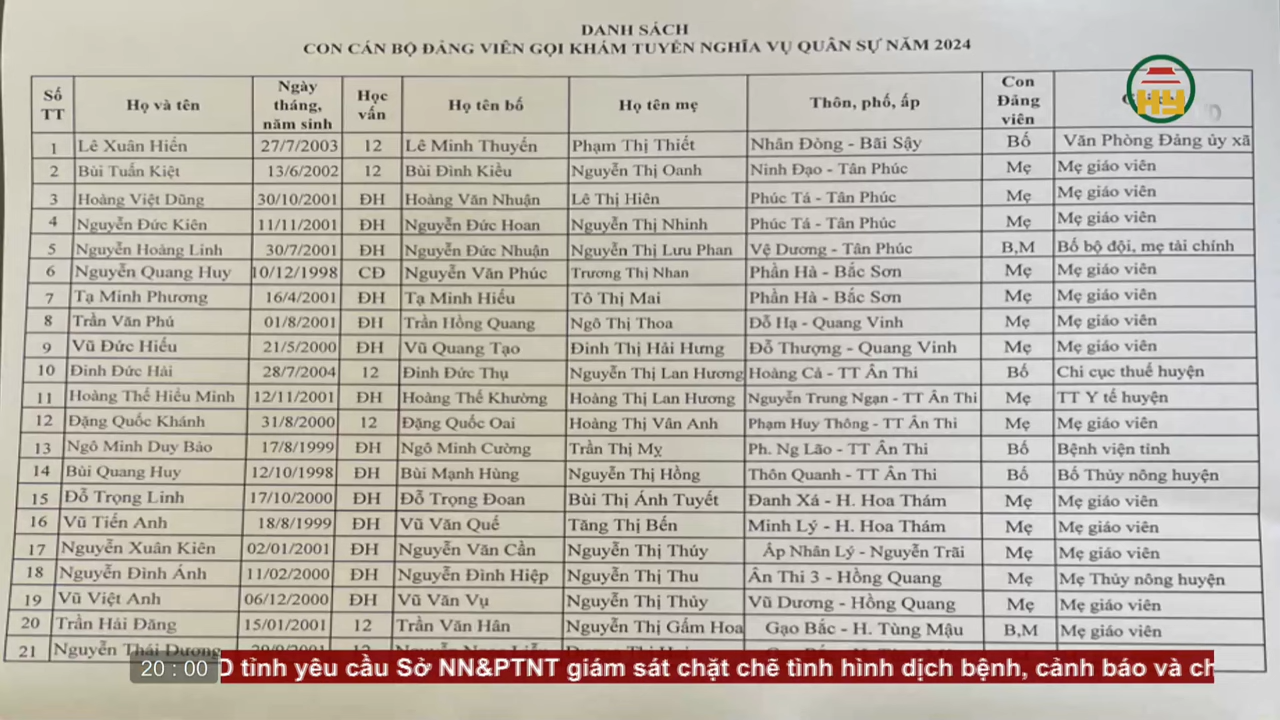 DANH SÁCH
CON CÁN BỘ ĐẢNG VIÊN GỌI KHÁM TUYỂN NGHĨA VỤ QUÂN SỰ NĂM 2024
Số TT Họ và tên Ngày tháng, năm sinh Học vấn Họ tên bố Họ tên mẹ Thôn, phố, ấp Con Đảng viên
HY
1 Lê Xuân Hiến 27/7/2003 12 Lê Minh Thuyến Phạm Thị Thiết Nhân Đòng - Bãi Sậy Bố Văn Phòng Đảng ủy xã
2 Bùi Tuấn Kiệt 13/6/2002 12 Bùi Đình Kiều Nguyễn Thị Oanh Ninh Đạo - Tân Phúc Mẹ Mẹ giáo viên
3 Hoàng Việt Dũng 30/10/2001 ĐH Hoàng Văn Nhuận Lê Thị Hiên Phúc Tá - Tân Phúc Mẹ Mẹ giáo viên
4 Nguyễn Đức Kiên 11/11/2001 ĐH Nguyễn Đức Hoan Nguyễn Thị Nhinh Phúc Tá - Tân Phúc Mẹ Mẹ giáo viên
5 Nguyễn Hoàng Linh 30/7/2001 ĐH Nguyễn Đức Nhuận Nguyễn Thị Lưu Phan Vệ Dương - Tân Phúc B,M Bố bộ đội, mẹ tài chính
6 Nguyễn Quang Huy 10/12/1998 CĐ Nguyễn Văn Phúc Trương Thị Nhan Phần Hà - Bắc Sơn Mẹ Mẹ giáo viên
7 Tạ Minh Phương 16/4/2001 ĐH Tạ Minh Hiếu Tô Thị Mai Phần Hà - Bắc Sơn Mẹ Mẹ giáo viên
8 Trần Văn Phú 01/8/2001 ĐH Trần Hồng Quang Ngô Thị Thoa Đỗ Hạ - Quang Vinh Mẹ Mẹ giáo viên
9 Vũ Đức Hiếu 21/5/2000 ĐH Vũ Quang Tạo Đinh Thị Hải Hưng Đỗ Thượng - Quang Vinh Mẹ Mẹ giáo viên
10 Đinh Đức Hải 28/7/2004 12 Đinh Đức Thụ Nguyễn Thị Lan Hương Hoàng Cả - TT Ân Thi Bố Chi cục thuế huyện
11 Hoàng Thế Hiếu Minh 12/11/2001 ĐH Hoàng Thế Khường Hoàng Thị Lan Hương Nguyễn Trung Ngạn - TT Ân Thi Mẹ TT Y tế huyện
12 Đặng Quốc Khánh 31/8/2000 12 Đặng Quốc Oai Hoàng Thị Vân Anh Phạm Huy Thông - TT Ân Thi Mẹ Mẹ giáo viên
13 Ngô Minh Duy Bảo 17/8/1999 ĐH Ngô Minh Cường Trần Thị Mỵ Ph. Ng Lão - TT Ân Thi Bố Bệnh viện tỉnh
14 Bùi Quang Huy 12/10/1998 ĐH Bùi Mạnh Hùng Nguyễn Thị Hồng Thôn Quanh - TT Ân Thi Bố Bố Thủy nông huyện
15 Đỗ Trọng Linh 17/10/2000 ĐH Đỗ Trọng Đoan Bùi Thị Ánh Tuyết Đanh Xá - H. Hoa Thám Mẹ Mẹ giáo viên
16 Vũ Tiến Anh 18/8/1999 ĐH Vũ Văn Quế Tăng Thị Bến Minh Lý - H. Hoa Thám Mẹ Mẹ giáo viên
17 Nguyễn Xuân Kiên 02/01/2001 ĐH Nguyễn Văn Cần Nguyễn Thị Thúy Ấp Nhân Lý - Nguyễn Trãi Mẹ Mẹ giáo viên
18 Nguyễn Đình Ánh 11/02/2000 ĐH Nguyễn Đình Hiệp Nguyễn Thị Thu Ân Thi 3 - Hồng Quang Mẹ Mẹ Thủy nông huyện
19 Vũ Việt Anh 06/12/2000 ĐH Vũ Văn Vụ Nguyễn Thị Thủy Vũ Dương - Hồng Quang Mẹ Mẹ giáo viên
20 Trần Hải Đăng 15/01/2001 12 Trần Văn Hân Nguyễn Thị Gấm Hoa Gạo Bắc - H. Tùng Mậu B,M Mẹ giáo viên
21 Nguyễn Thái Dương
20 : 00 tỉnh yêu cầu Sở NN&PTNT giám sát chặt chẽ tình hình dịch bệnh, cảnh báo và